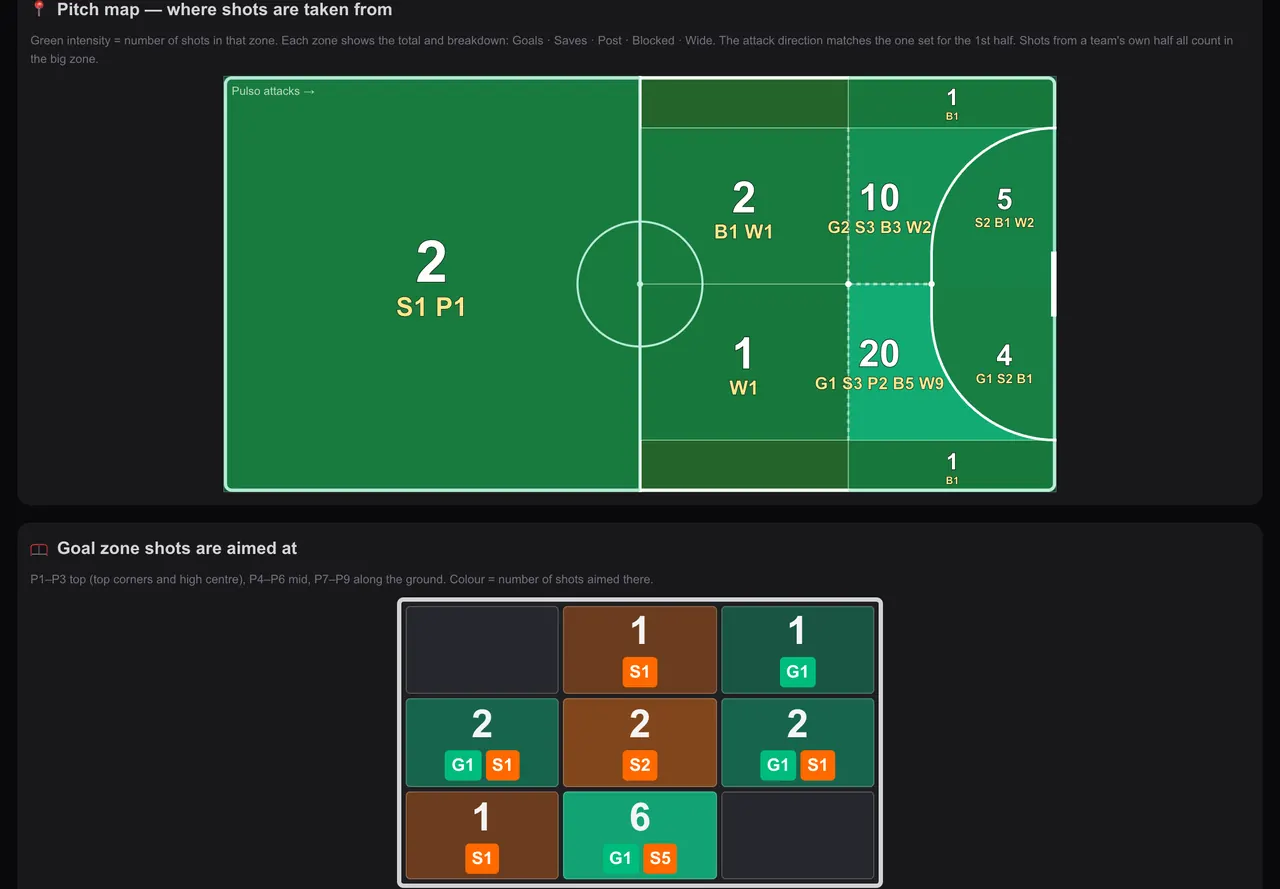 Pitch map — where shots are taken from
Green intensity = number of shots in that zone. Each zone shows the total and breakdown: Goals · Saves · Post · Blocked · Wide. The attack direction matches the one set for the 1st half. Shots from a team's own half all count in
the big zone.
Pulso attacks →
1
B1
2
B1 W1
10
G2 S3 B3 W2
5
S2 B1 W2
2
S1 P1
1
W1
20
G1 S3 P2 B5 W9
4
G1 S2 B1
1
B1
Goal zone shots are aimed at
P1–P3 top (top corners and high centre), P4–P6 mid, P7–P9 along the ground. Colour = number of shots aimed there.
1
S1
1
G1
2
G1 S1
2
S2
2
G1 S1
1
S1
6
G1 S5